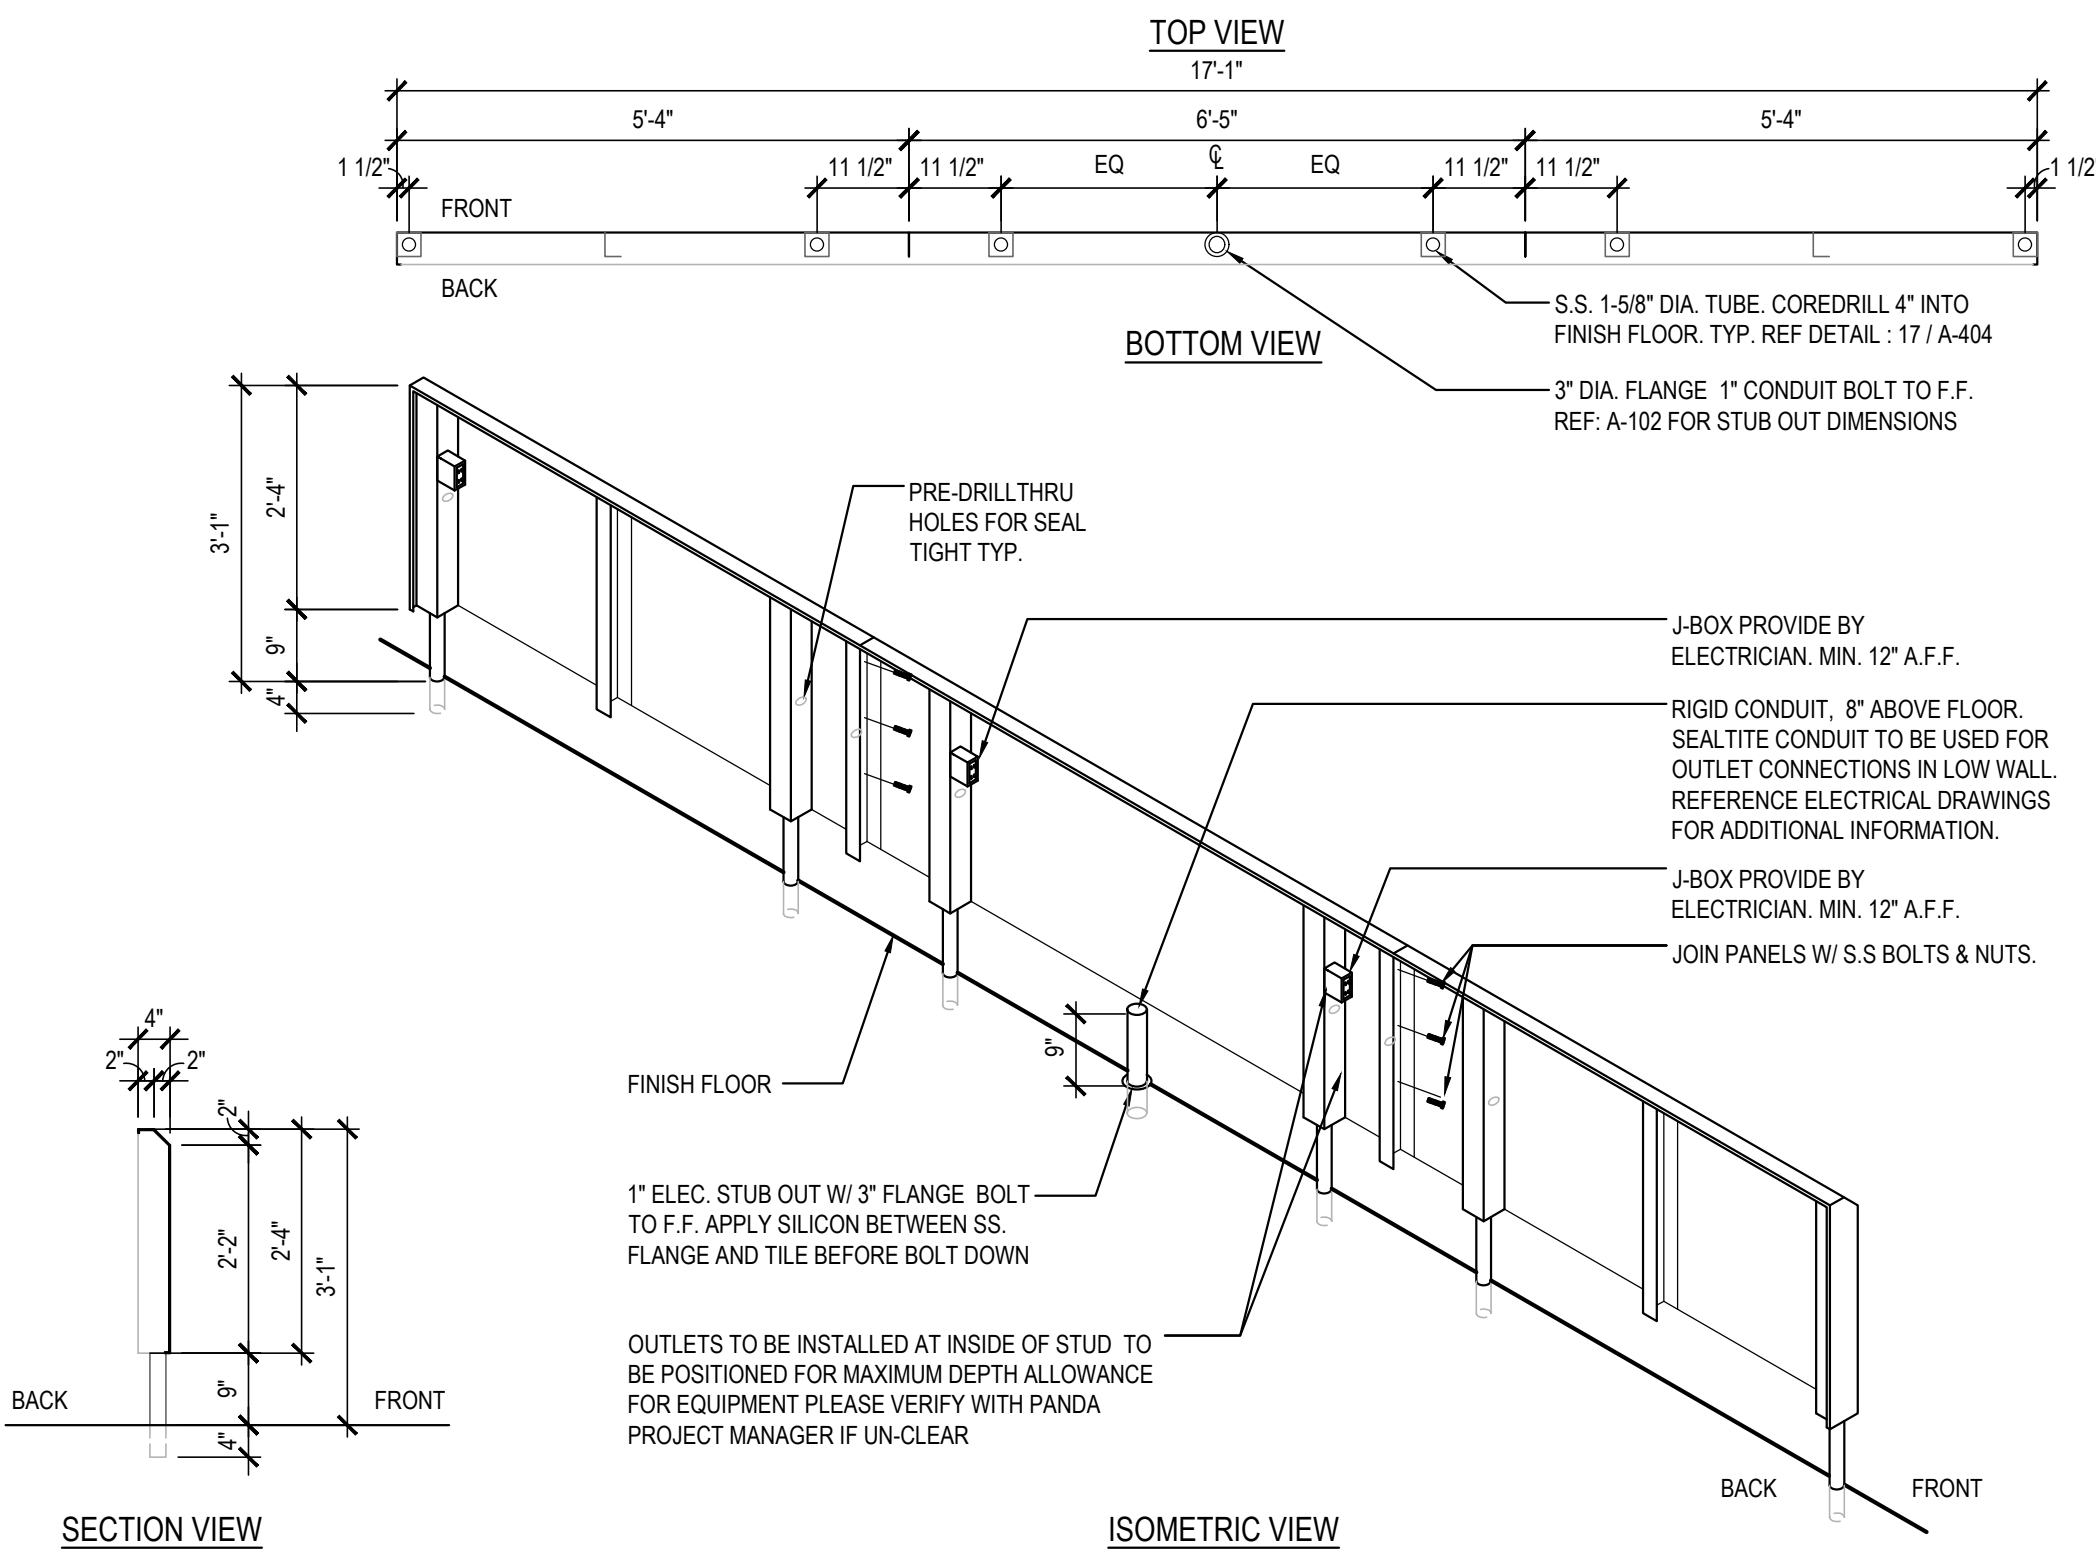 TOP VIEW
17'-1"
5'-4"
6'-5"
5'-4"
1 1/2"
11 1/2"
11 1/2"
EQ
℄
EQ
11 1/2"
11 1/2"
1 1/2
FRONT
BACK
BOTTOM VIEW
S.S. 1-5/8" DIA. TUBE. COREDRILL 4" INTO
FINISH FLOOR. TYP. REF DETAIL : 17 / A-404
3" DIA. FLANGE 1" CONDUIT BOLT TO F.F.
REF: A-102 FOR STUB OUT DIMENSIONS
3'-1"
2'-4"
9"
4"
PRE-DRILLTHRU
HOLES FOR SEAL
TIGHT TYP.
J-BOX PROVIDE BY
ELECTRICIAN. MIN. 12" A.F.F.
RIGID CONDUIT, 8" ABOVE FLOOR.
SEALTITE CONDUIT TO BE USED FOR
OUTLET CONNECTIONS IN LOW WALL.
REFERENCE ELECTRICAL DRAWINGS
FOR ADDITIONAL INFORMATION.
J-BOX PROVIDE BY
ELECTRICIAN. MIN. 12" A.F.F.
JOIN PANELS W/ S.S BOLTS & NUTS.
9"
FINISH FLOOR
1" ELEC. STUB OUT W/ 3" FLANGE BOLT
TO F.F. APPLY SILICON BETWEEN SS.
FLANGE AND TILE BEFORE BOLT DOWN
OUTLETS TO BE INSTALLED AT INSIDE OF STUD TO
BE POSITIONED FOR MAXIMUM DEPTH ALLOWANCE
FOR EQUIPMENT PLEASE VERIFY WITH PANDA
PROJECT MANAGER IF UN-CLEAR
4"
2"
2"
2"
2'-2"
2'-4"
3'-1"
9"
4"
BACK
FRONT
SECTION VIEW
BACK
FRONT
ISOMETRIC VIEW